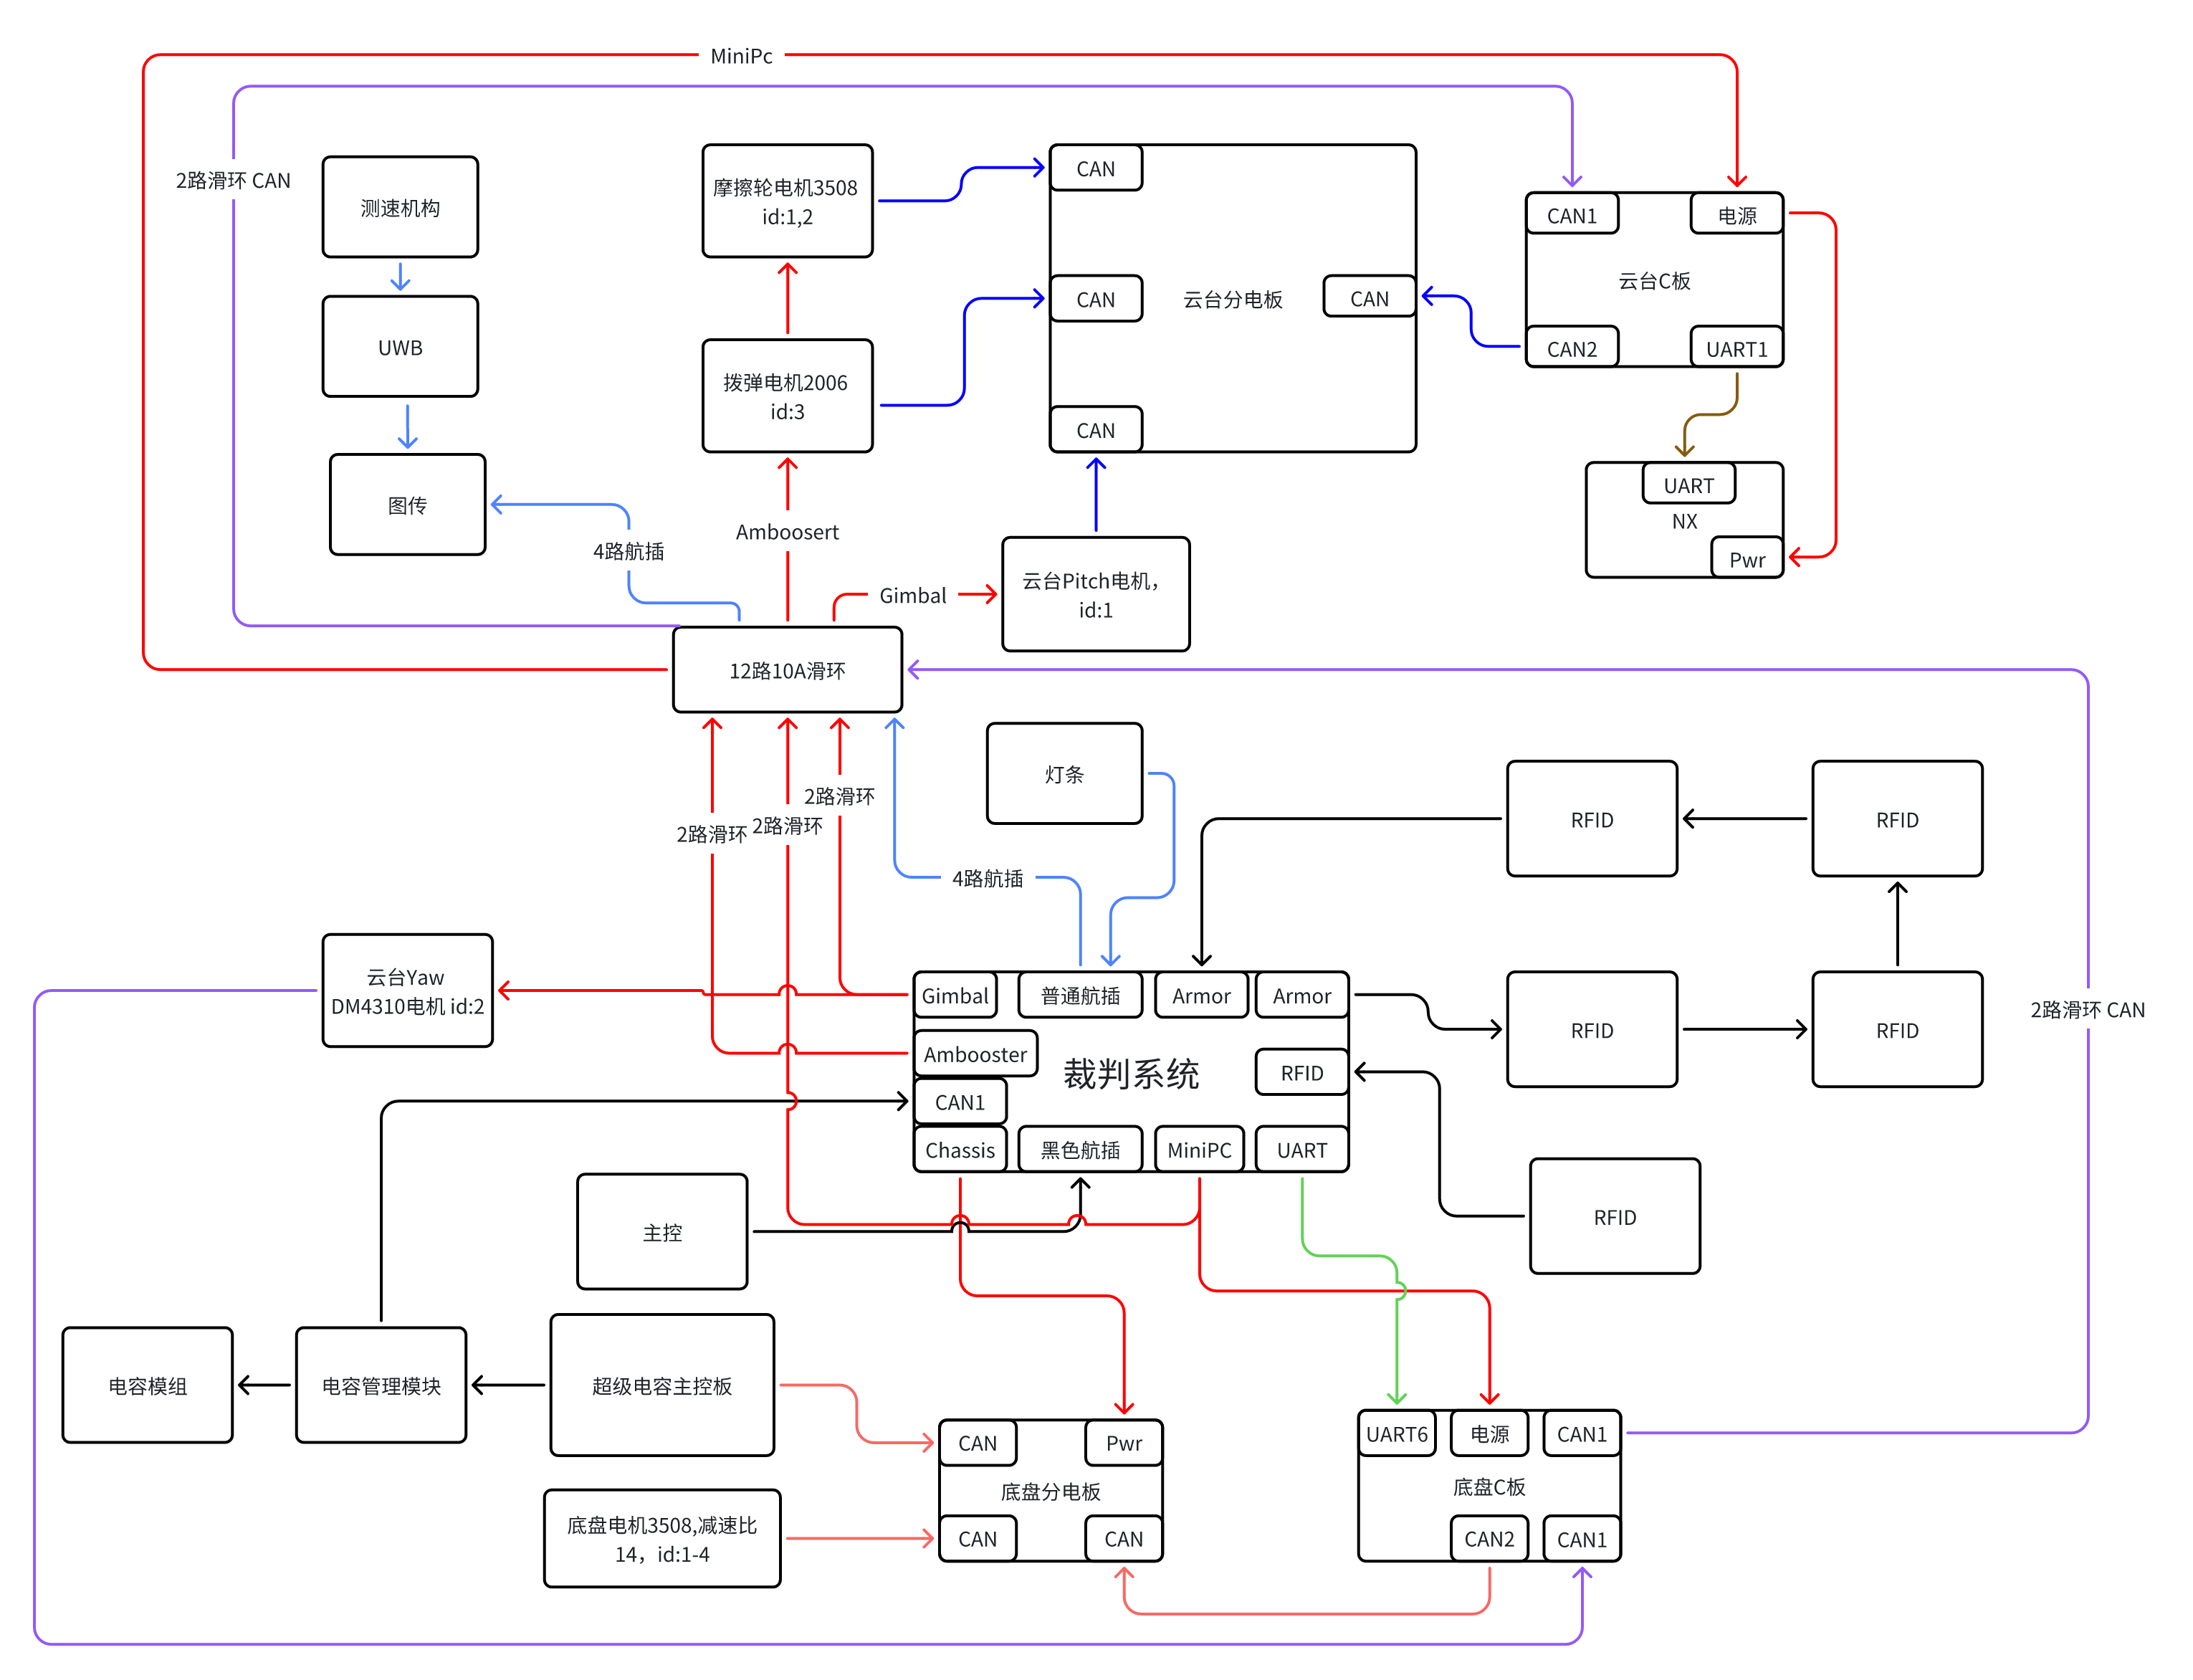 MiniPc
2路滑环 CAN
测速机构
摩擦轮电机3508
id:1,2
CAN
CAN1
电源
云台C板
UWB
CAN
云台分电板
CAN
CAN2
UART1
拨弹电机2006
id:3
CAN
图传
UART
NX
Pwr
4路航插
Amboosert
Gimbal
云台Pitch电机，
id:1
12路10A滑环
灯条
2路滑环
2路滑环
2路滑环
4路航插
RFID
RFID
云台Yaw
DM4310电机 id:2
Gimbal
普通航插
Armor
Armor
RFID
RFID
2路滑环 CAN
Ambooster
裁判系统
RFID
CAN1
Chassis
黑色航插
MiniPC
UART
主控
RFID
电容模组
电容管理模块
超级电容主控板
CAN
Pwr
底盘分电板
UART6
电源
CAN1
底盘C板
底盘电机3508,减速比
14，id:1-4
CAN
CAN
CAN2
CAN1